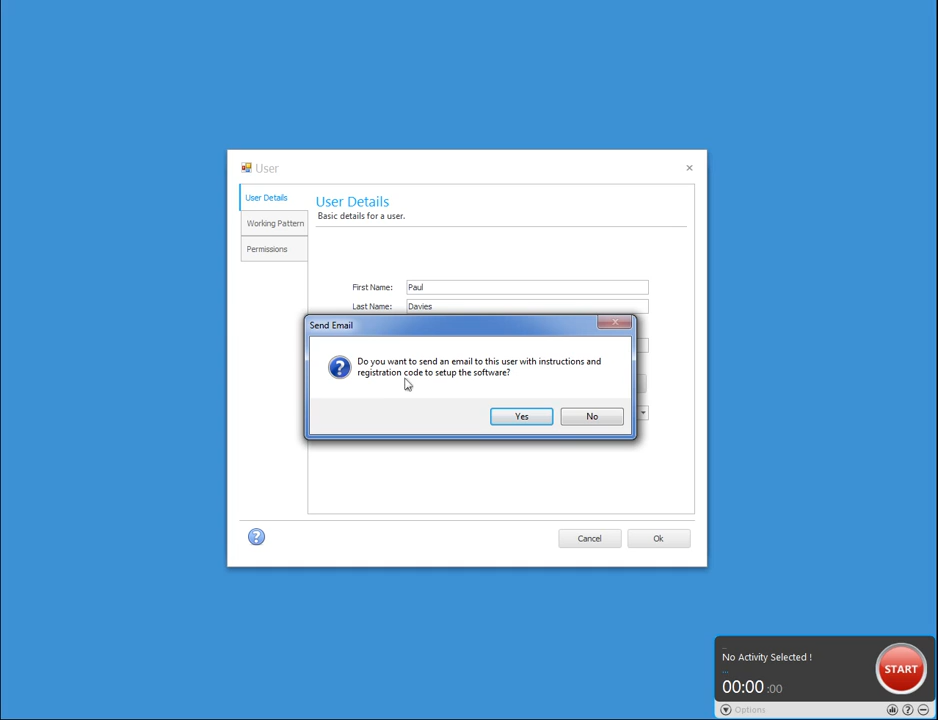 User
User Details
Working Pattern
Permissions
User Details
Basic details for a user.
First Name:
Paul
Last Name:
Davies
Send Email
Do you want to send an email to this user with instructions and
registration code to setup the software?
Yes
No
Cancel
Ok
No Activity Selected !
START
00:00 :00
Options